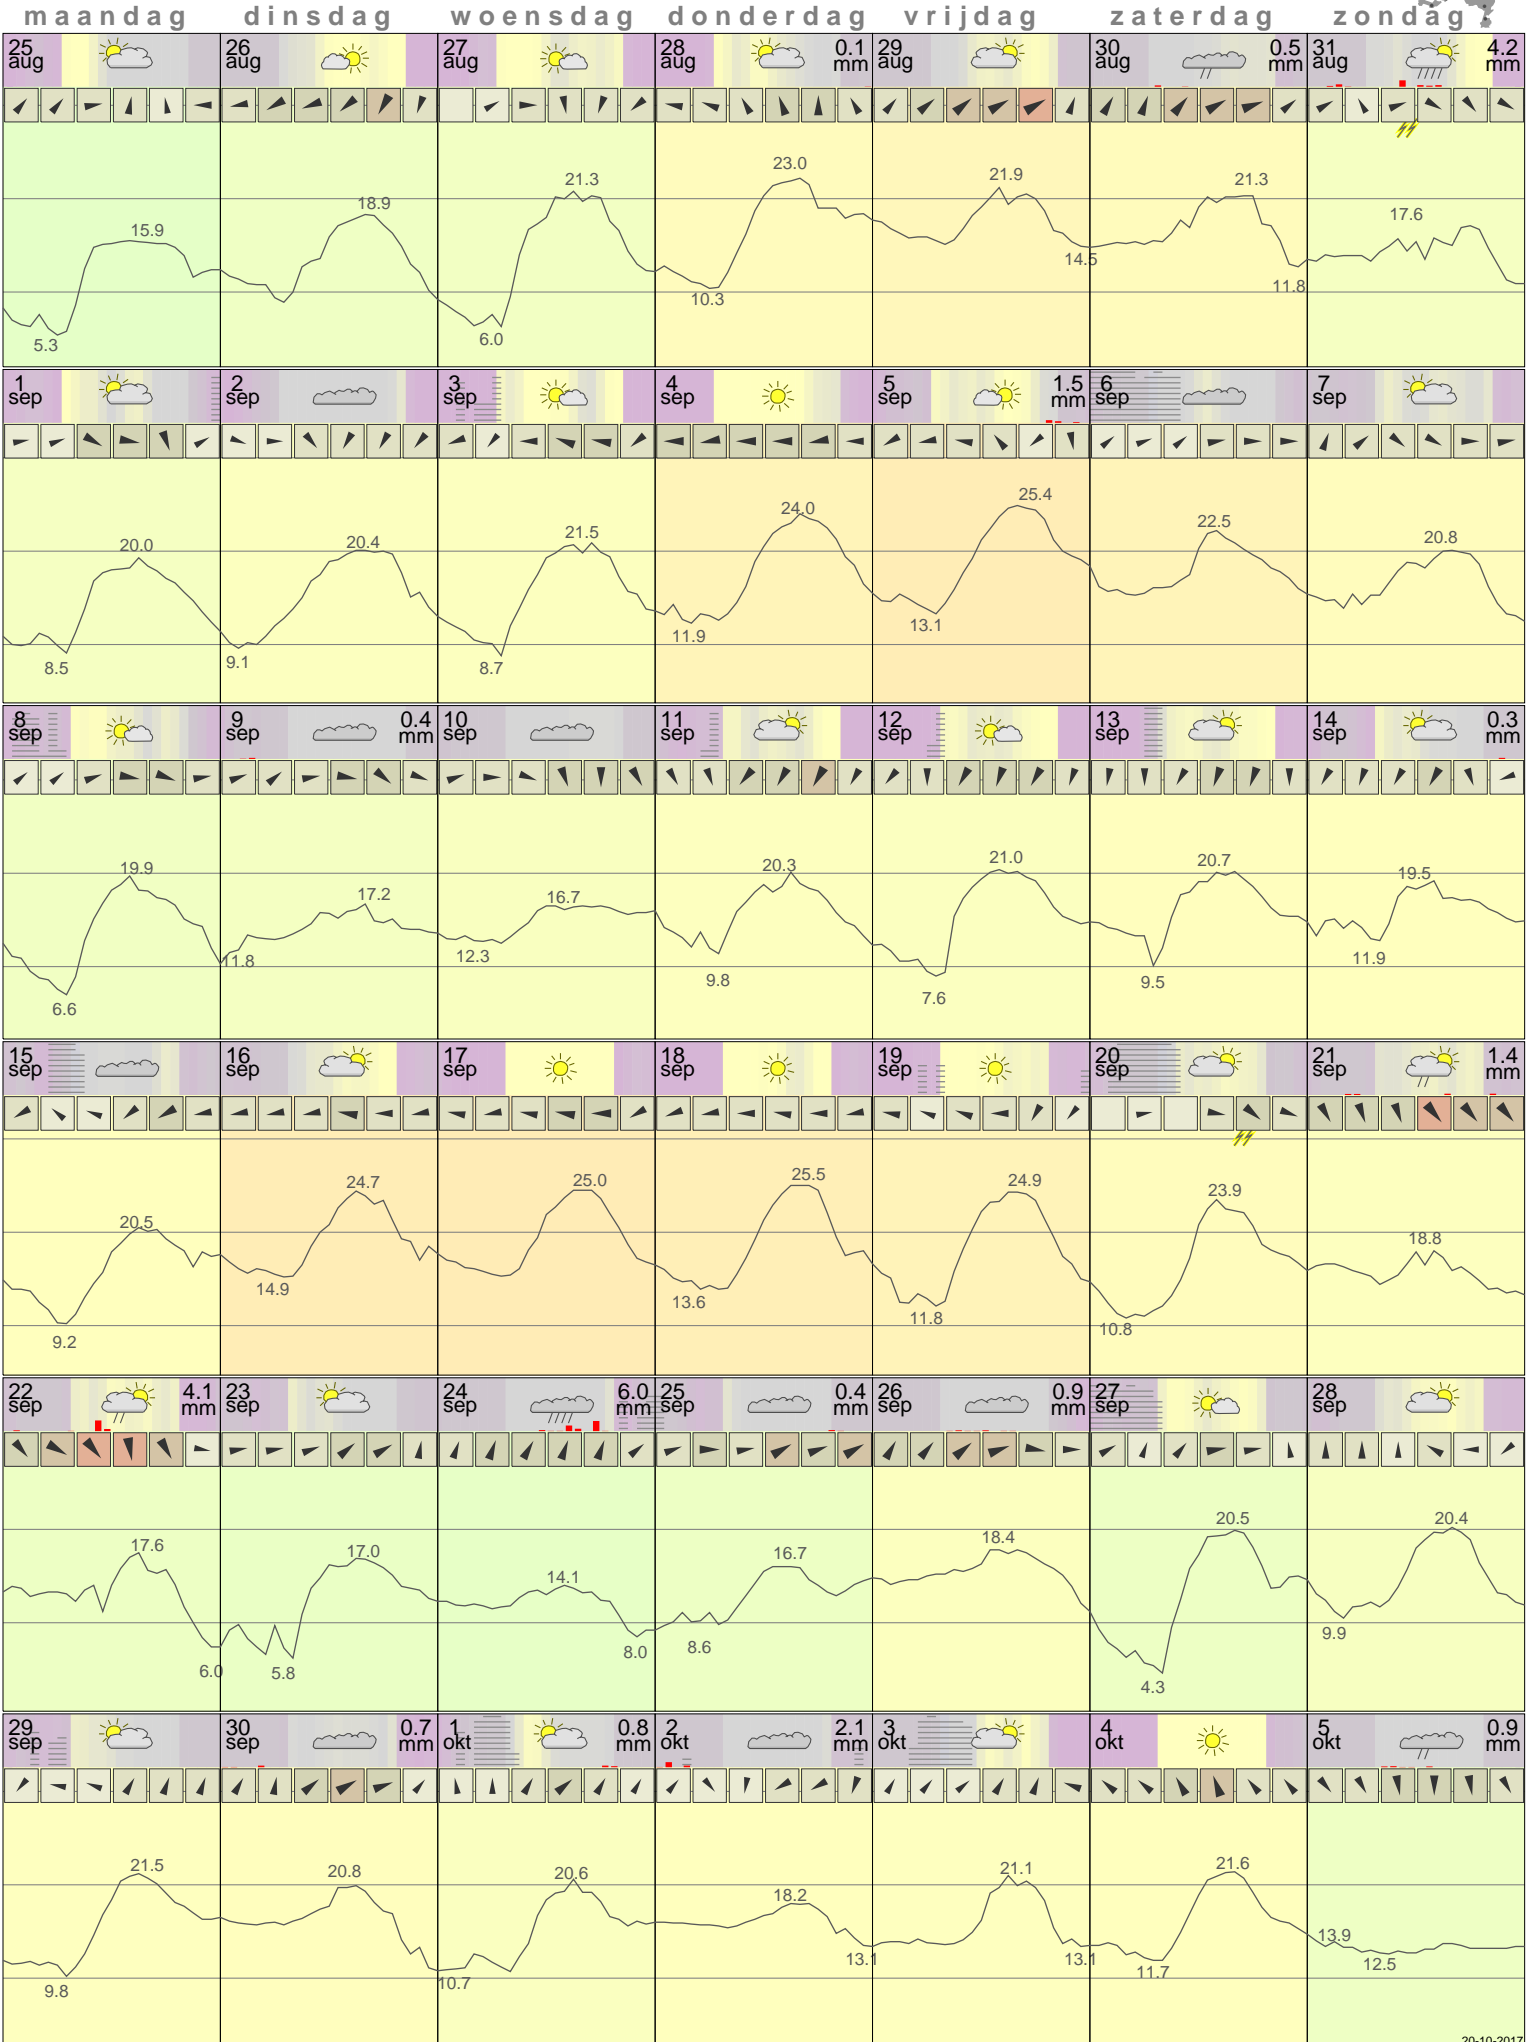 maandag dinsdag woensdag donderdag vrijdag zaterdag zondag
25 aug 26 aug 27 aug 28 aug 0.1 mm 29 aug 30 aug 0.5 mm 31 aug 4.2 mm
15.9 18.9 21.3 23.0 21.9 21.3 17.6
5.3 6.0 10.3 14.5 11.8
1 sep 2 sep 3 sep 4 sep 5 sep 1.5 mm 6 sep 7 sep
20.0 20.4 21.5 24.0 25.4 22.5 20.8
8.5 9.1 8.7 11.9 13.1
8 sep 9 sep 0.4 mm 10 sep 11 sep 12 sep 13 sep 14 sep 0.3 mm
19.9 17.2 16.7 20.3 21.0 20.7 19.5
6.6 11.8 12.3 9.8 7.6 9.5 11.9
15 sep 16 sep 17 sep 18 sep 19 sep 20 sep 21 sep 1.4 mm
20.5 24.7 25.0 25.5 24.9 23.9 18.8
9.2 14.9 13.6 11.8 10.8
22 sep 4.1 mm 23 sep 24 sep 6.0 mm 25 sep 0.4 mm 26 sep 0.9 mm 27 sep 28 sep
17.6 17.0 14.1 16.7 18.4 20.5 20.4
6.0 5.8 8.0 8.6 4.3 9.9
29 sep 30 sep 0.7 mm 1 okt 0.8 mm 2 okt 2.1 mm 3 okt 4 okt 5 okt 0.9 mm
21.5 20.8 20.6 18.2 21.1 21.6 13.9
9.8 10.7 13.1 13.1 11.7 12.5
20-10-2017